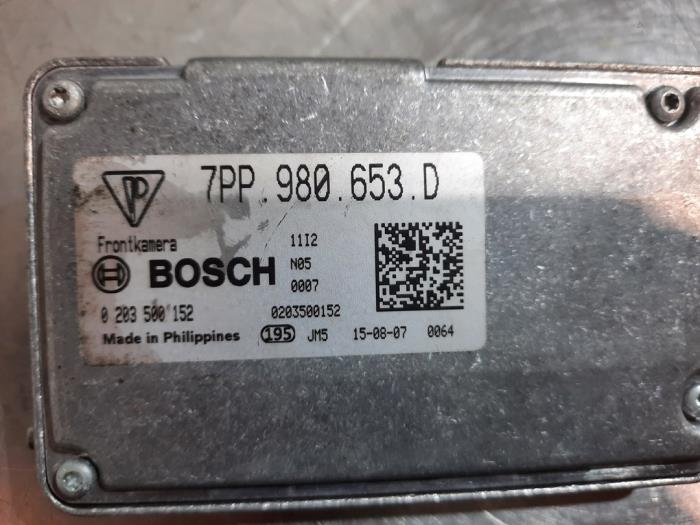 7PP.980.653.D
Frontkamera
11I2
BOSCH
N05
0007
0 203 500 152
0203500152
Made in Philippines
195
JM5
15-08-07
0064